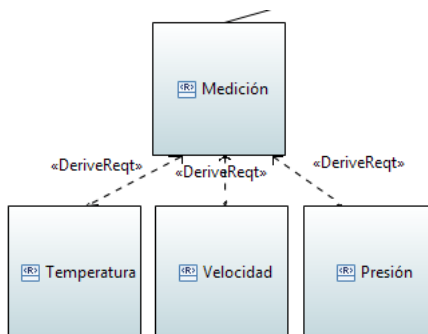 «R» Medición
«DeriveReqt»
«DeriveReqt»
«DeriveReqt»
«R» Temperatura
«R» Velocidad
«R» Presión